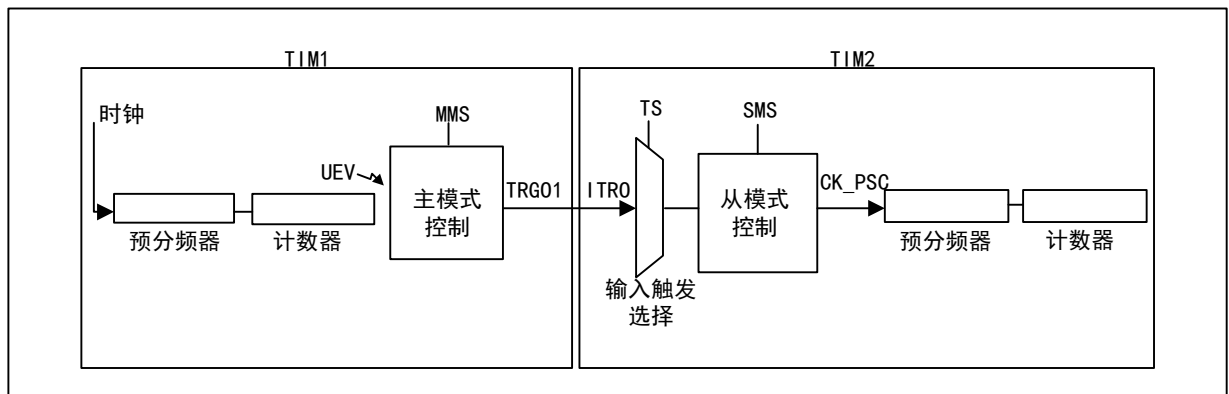 TIM1
TIM2
时钟
MMS
TS
SMS
UEV
主模式
控制
TRGO1
ITR0
从模式
控制
CK_PSC
预分频器
计数器
预分频器
计数器
输入触发
选择